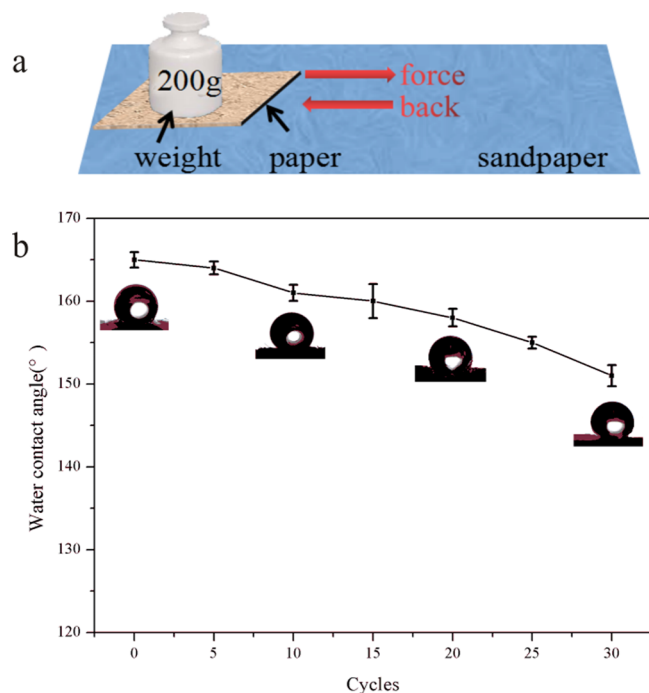 a
200g
force
back
weight
paper
sandpaper
b
170
160
150
140
130
120
Water contact angle(°)
0 5 10 15 20 25 30
Cycles